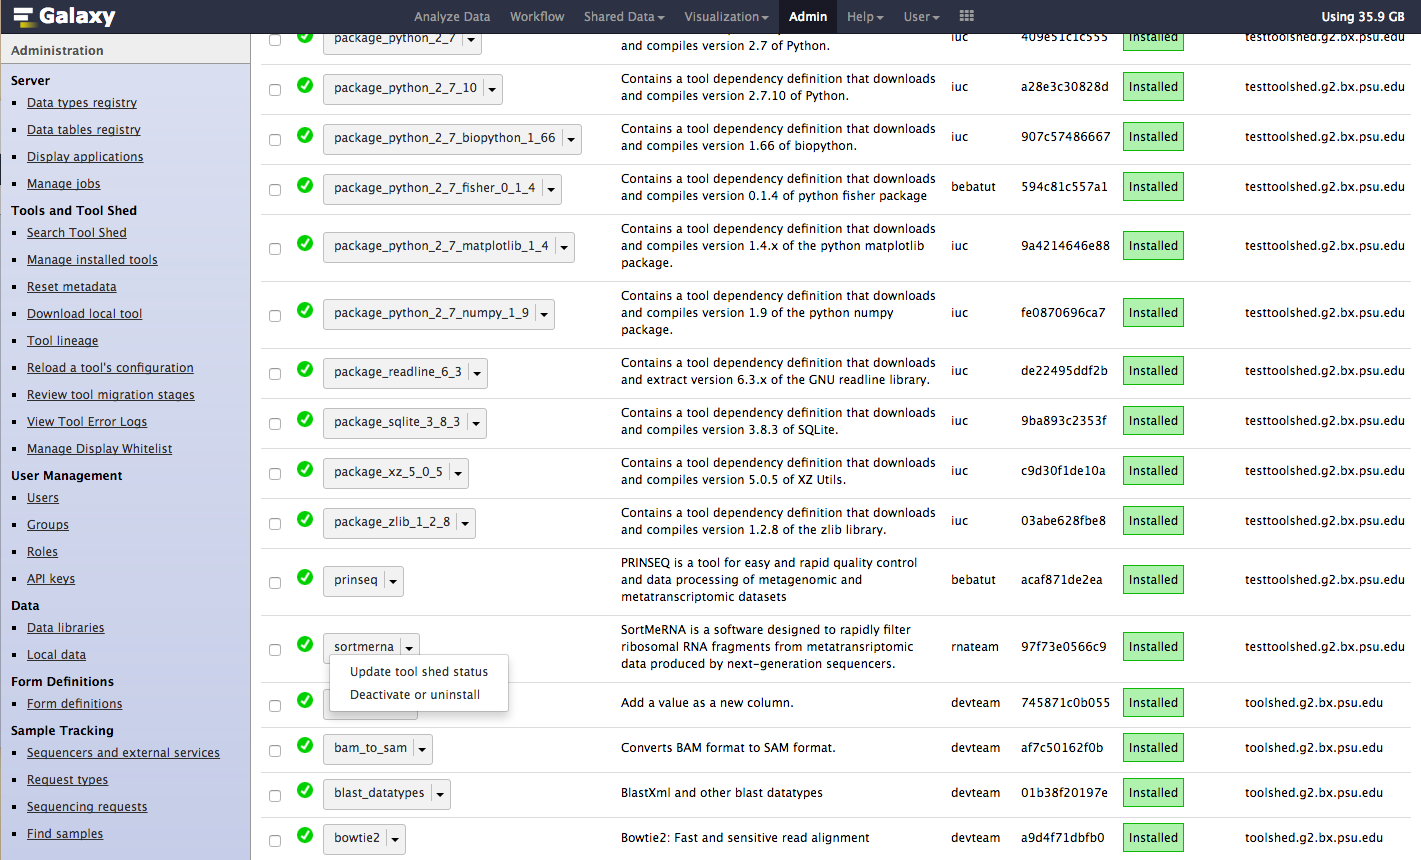 Galaxy
Analyze Data Workflow Shared Data Visualization Admin Help User Using 35.9 GB
Administration
Server
Data types registry
Data tables registry
Display applications
Manage jobs
Tools and Tool Shed
Search Tool Shed
Manage installed tools
Reset metadata
Download local tool
Tool lineage
Reload a tool's configuration
Review tool migration stages
View Tool Error Logs
Manage Display Whitelist
User Management
Users
Groups
Roles
API keys
Data
Data libraries
Local data
Form Definitions
Form definitions
Sample Tracking
Sequencers and external services
Request types
Sequencing requests
Find samples
package_python_2_7 and compiles version 2.7 of Python. iuc 409e51c1c555 Installed testtoolshed.g2.bx.psu.edu
package_python_2_7_10 Contains a tool dependency definition that downloads iuc a28e3c30828d Installed testtoolshed.g2.bx.psu.edu
and compiles version 2.7.10 of Python.
package_python_2_7_biopython_1_66 Contains a tool dependency definition that downloads iuc 907c57486667 Installed testtoolshed.g2.bx.psu.edu
and compiles version 1.66 of biopython.
package_python_2_7_fisher_0_1_4 Contains a tool dependency definition that downloads bebatut 594c81c557a1 Installed testtoolshed.g2.bx.psu.edu
and compiles version 0.1.4 of python fisher package
package_python_2_7_matplotlib_1_4 Contains a tool dependency definition that downloads iuc 9a4214646e88 Installed testtoolshed.g2.bx.psu.edu
and compiles version 1.4.x of the python matplotlib
package.
package_python_2_7_numpy_1_9 Contains a tool dependency definition that downloads iuc fe0870696ca7 Installed testtoolshed.g2.bx.psu.edu
and compiles version 1.9 of the python numpy
package.
package_readline_6_3 Contains a tool dependency definition that downloads iuc de22495ddf2b Installed testtoolshed.g2.bx.psu.edu
and extract version 6.3.x of the GNU readline library.
package_sqlite_3_8_3 Contains a tool dependency definition that downloads iuc 9ba893c2353f Installed testtoolshed.g2.bx.psu.edu
and compiles version 3.8.3 of SQLite.
package_xz_5_0_5 Contains a tool dependency definition that downloads iuc c9d30f1de10a Installed testtoolshed.g2.bx.psu.edu
and compiles version 5.0.5 of XZ Utils.
package_zlib_1_2_8 Contains a tool dependency definition that downloads iuc 03abe628fbe8 Installed testtoolshed.g2.bx.psu.edu
and compiles version 1.2.8 of the zlib library.
prinseq PRINSEQ is a tool for easy and rapid quality control bebatut acaf871de2ea Installed testtoolshed.g2.bx.psu.edu
and data processing of metagenomic and
metatranscriptomic datasets
sortmerna SortMeRNA is a software designed to rapidly filter rnateam 97f73e0566c9 Installed testtoolshed.g2.bx.psu.edu
ribosomal RNA fragments from metatransriptomic
data produced by next-generation sequencers.
Update tool shed status
Deactivate or uninstall
Add a value as a new column. devteam 745871c0b055 Installed toolshed.g2.bx.psu.edu
bam_to_sam Converts BAM format to SAM format. devteam af7c50162f0b Installed toolshed.g2.bx.psu.edu
blast_datatypes BlastXml and other blast datatypes devteam 01b38f20197e Installed toolshed.g2.bx.psu.edu
bowtie2 Bowtie2: Fast and sensitive read alignment devteam a9d4f71dbfb0 Installed toolshed.g2.bx.psu.edu